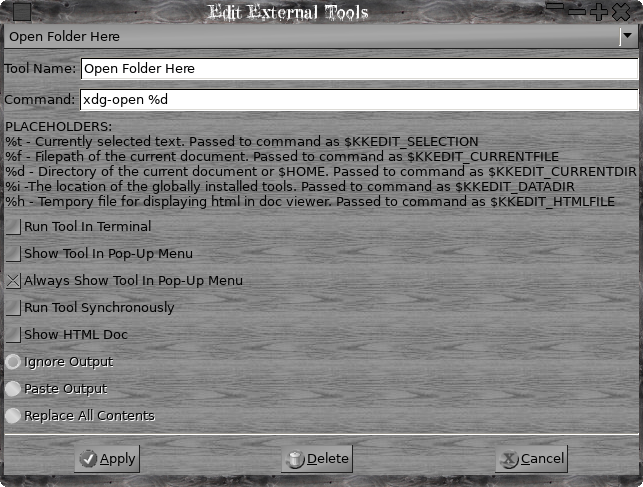 Edit External Tools
Open Folder Here
Tool Name: Open Folder Here
Command: xdg-open %d
PLACEHOLDERS:
%t - Currently selected text. Passed to command as $KKEDIT_SELECTION
%f - Filepath of the current document. Passed to command as $KKEDIT_CURRENTFILE
%d - Directory of the current document or $HOME. Passed to command as $KKEDIT_CURRENTDIR
%i -The location of the globally installed tools. Passed to command as $KKEDIT_DATADIR
%h - Tempory file for displaying html in doc viewer. Passed to command as $KKEDIT_HTMLFILE
Run Tool In Terminal
Show Tool In Pop-Up Menu
Always Show Tool In Pop-Up Menu
Run Tool Synchronously
Show HTML Doc
Ignore Output
Paste Output
Replace All Contents
Apply Delete Cancel